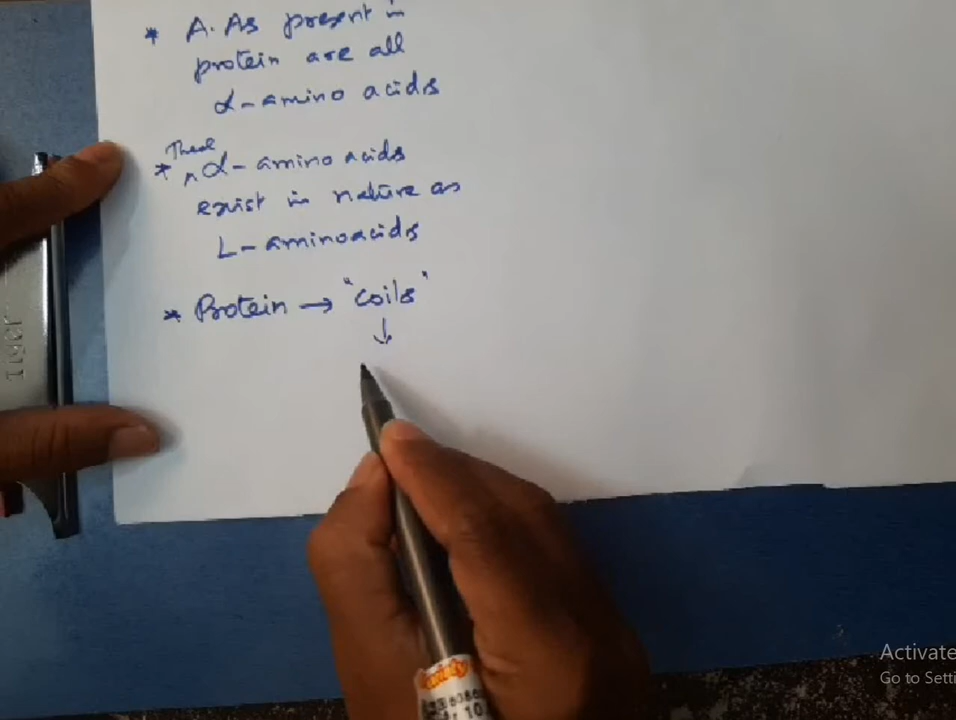 * A. As present in
protein are all
α-amino acids
These
* ^ α-amino acids
exist in nature as
L-aminoacids
* Protein → "coils"
↓
Activate
Go to Setti